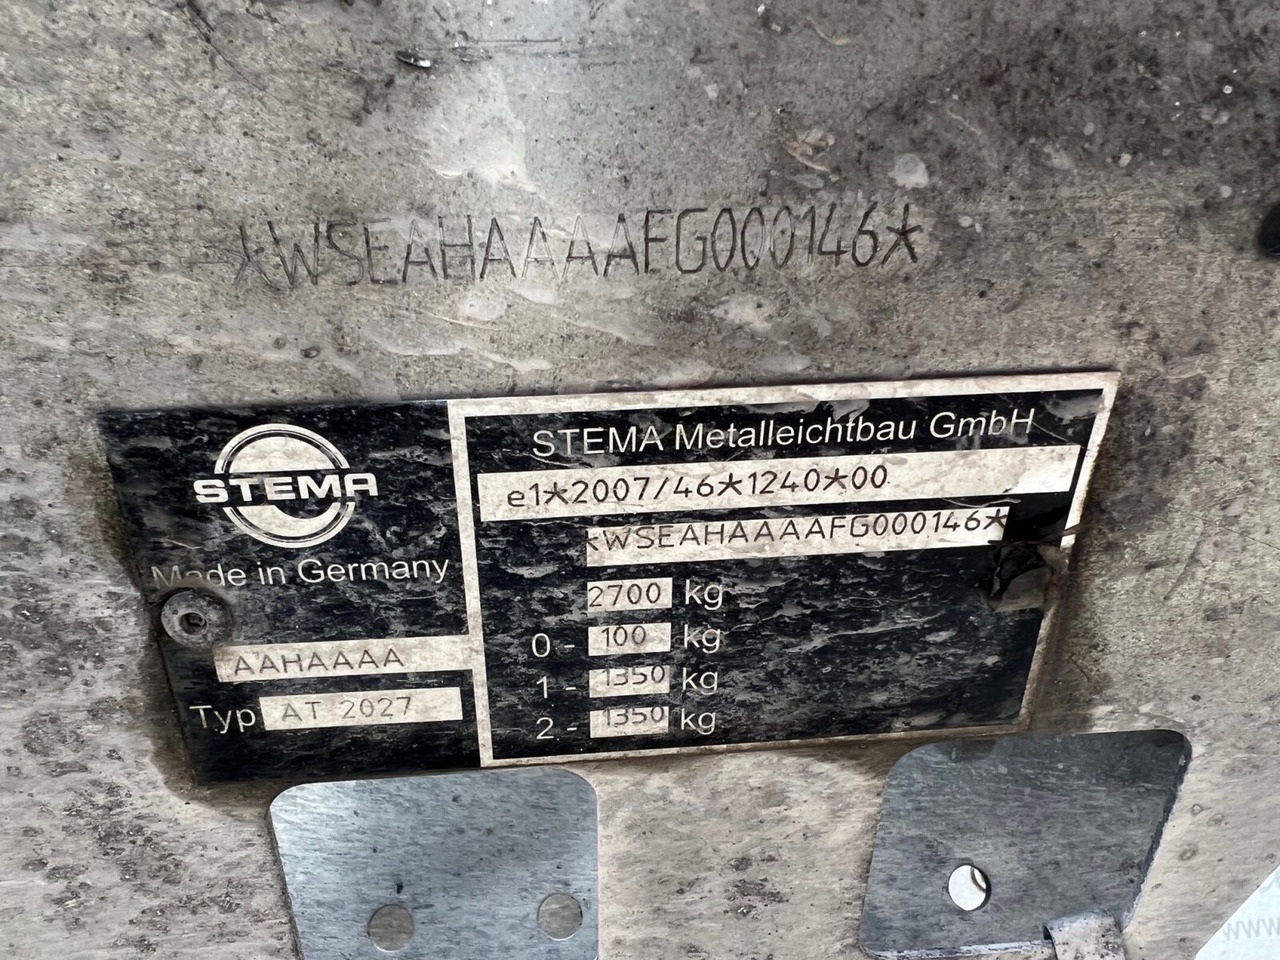 *WSEAHAAAAFG000146*
STEMA
Made in Germany
AAHAAAA
Typ AT 2027
STEMA Metalleichtbau GmbH
e1*2007/46*1240*00
*WSEAHAAAAFG000146*
2700 kg
0 - 100 kg
1 - 1350 kg
2 - 1350 kg